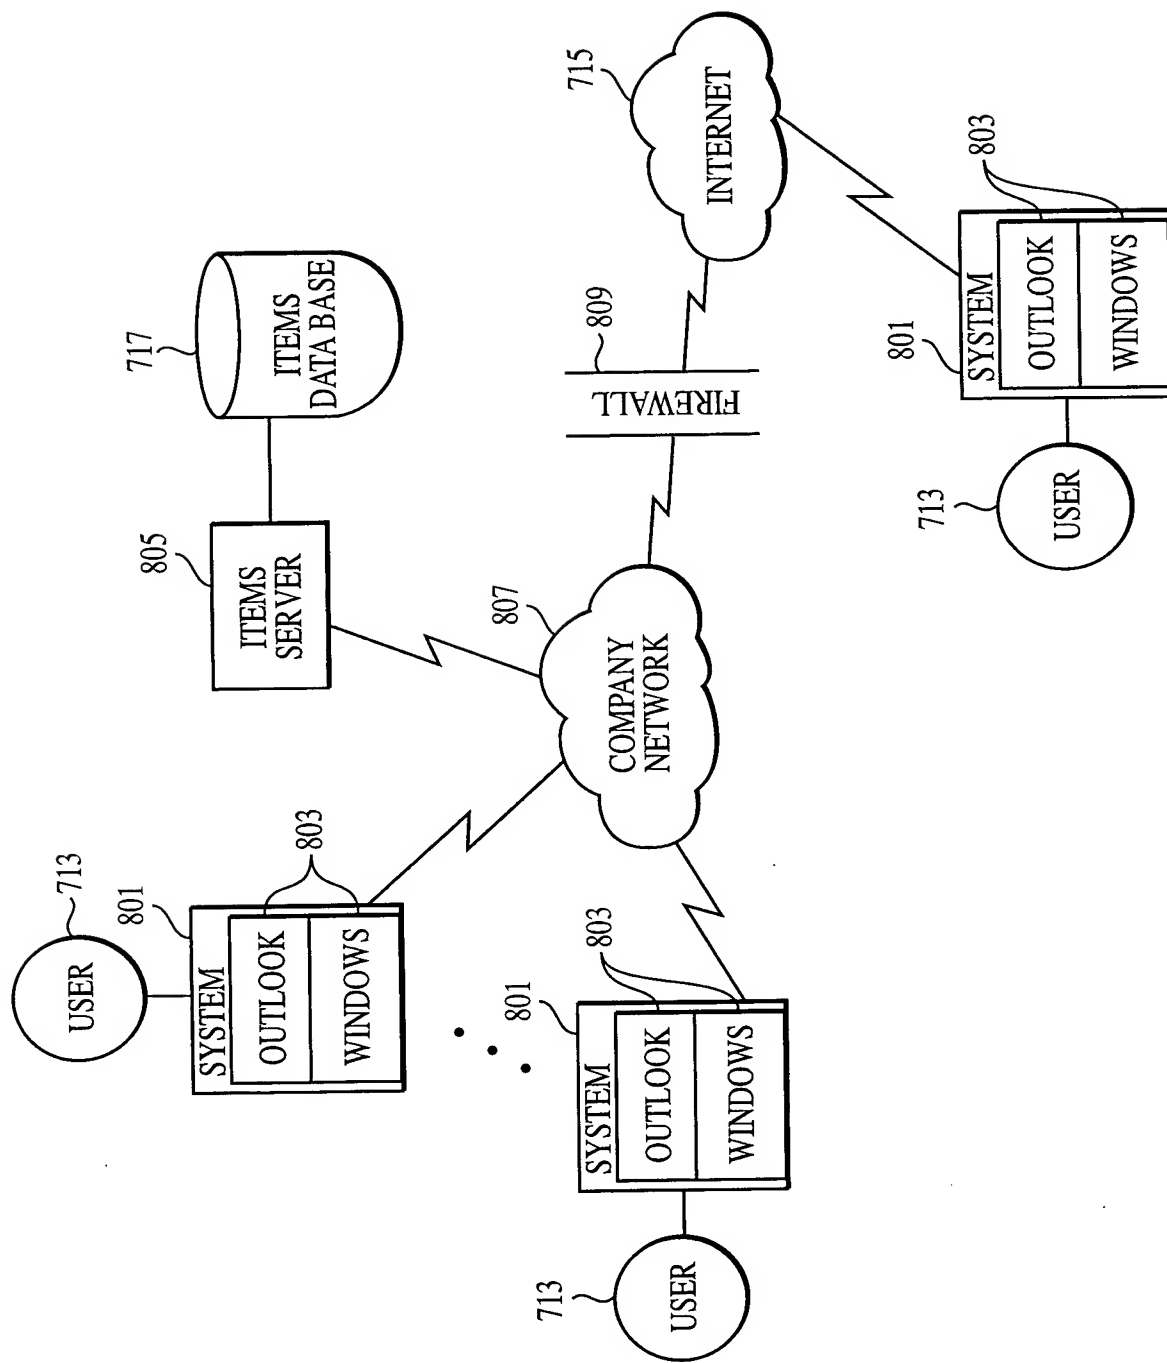 713
USER
801
SYSTEM
OUTLOOK
WINDOWS
803
805
ITEMS
SERVER
717
ITEMS
DATA BASE
713
USER
801
SYSTEM
OUTLOOK
WINDOWS
803
807
COMPANY
NETWORK
809
FIREWALL
715
INTERNET
713
USER
801
SYSTEM
OUTLOOK
WINDOWS
803